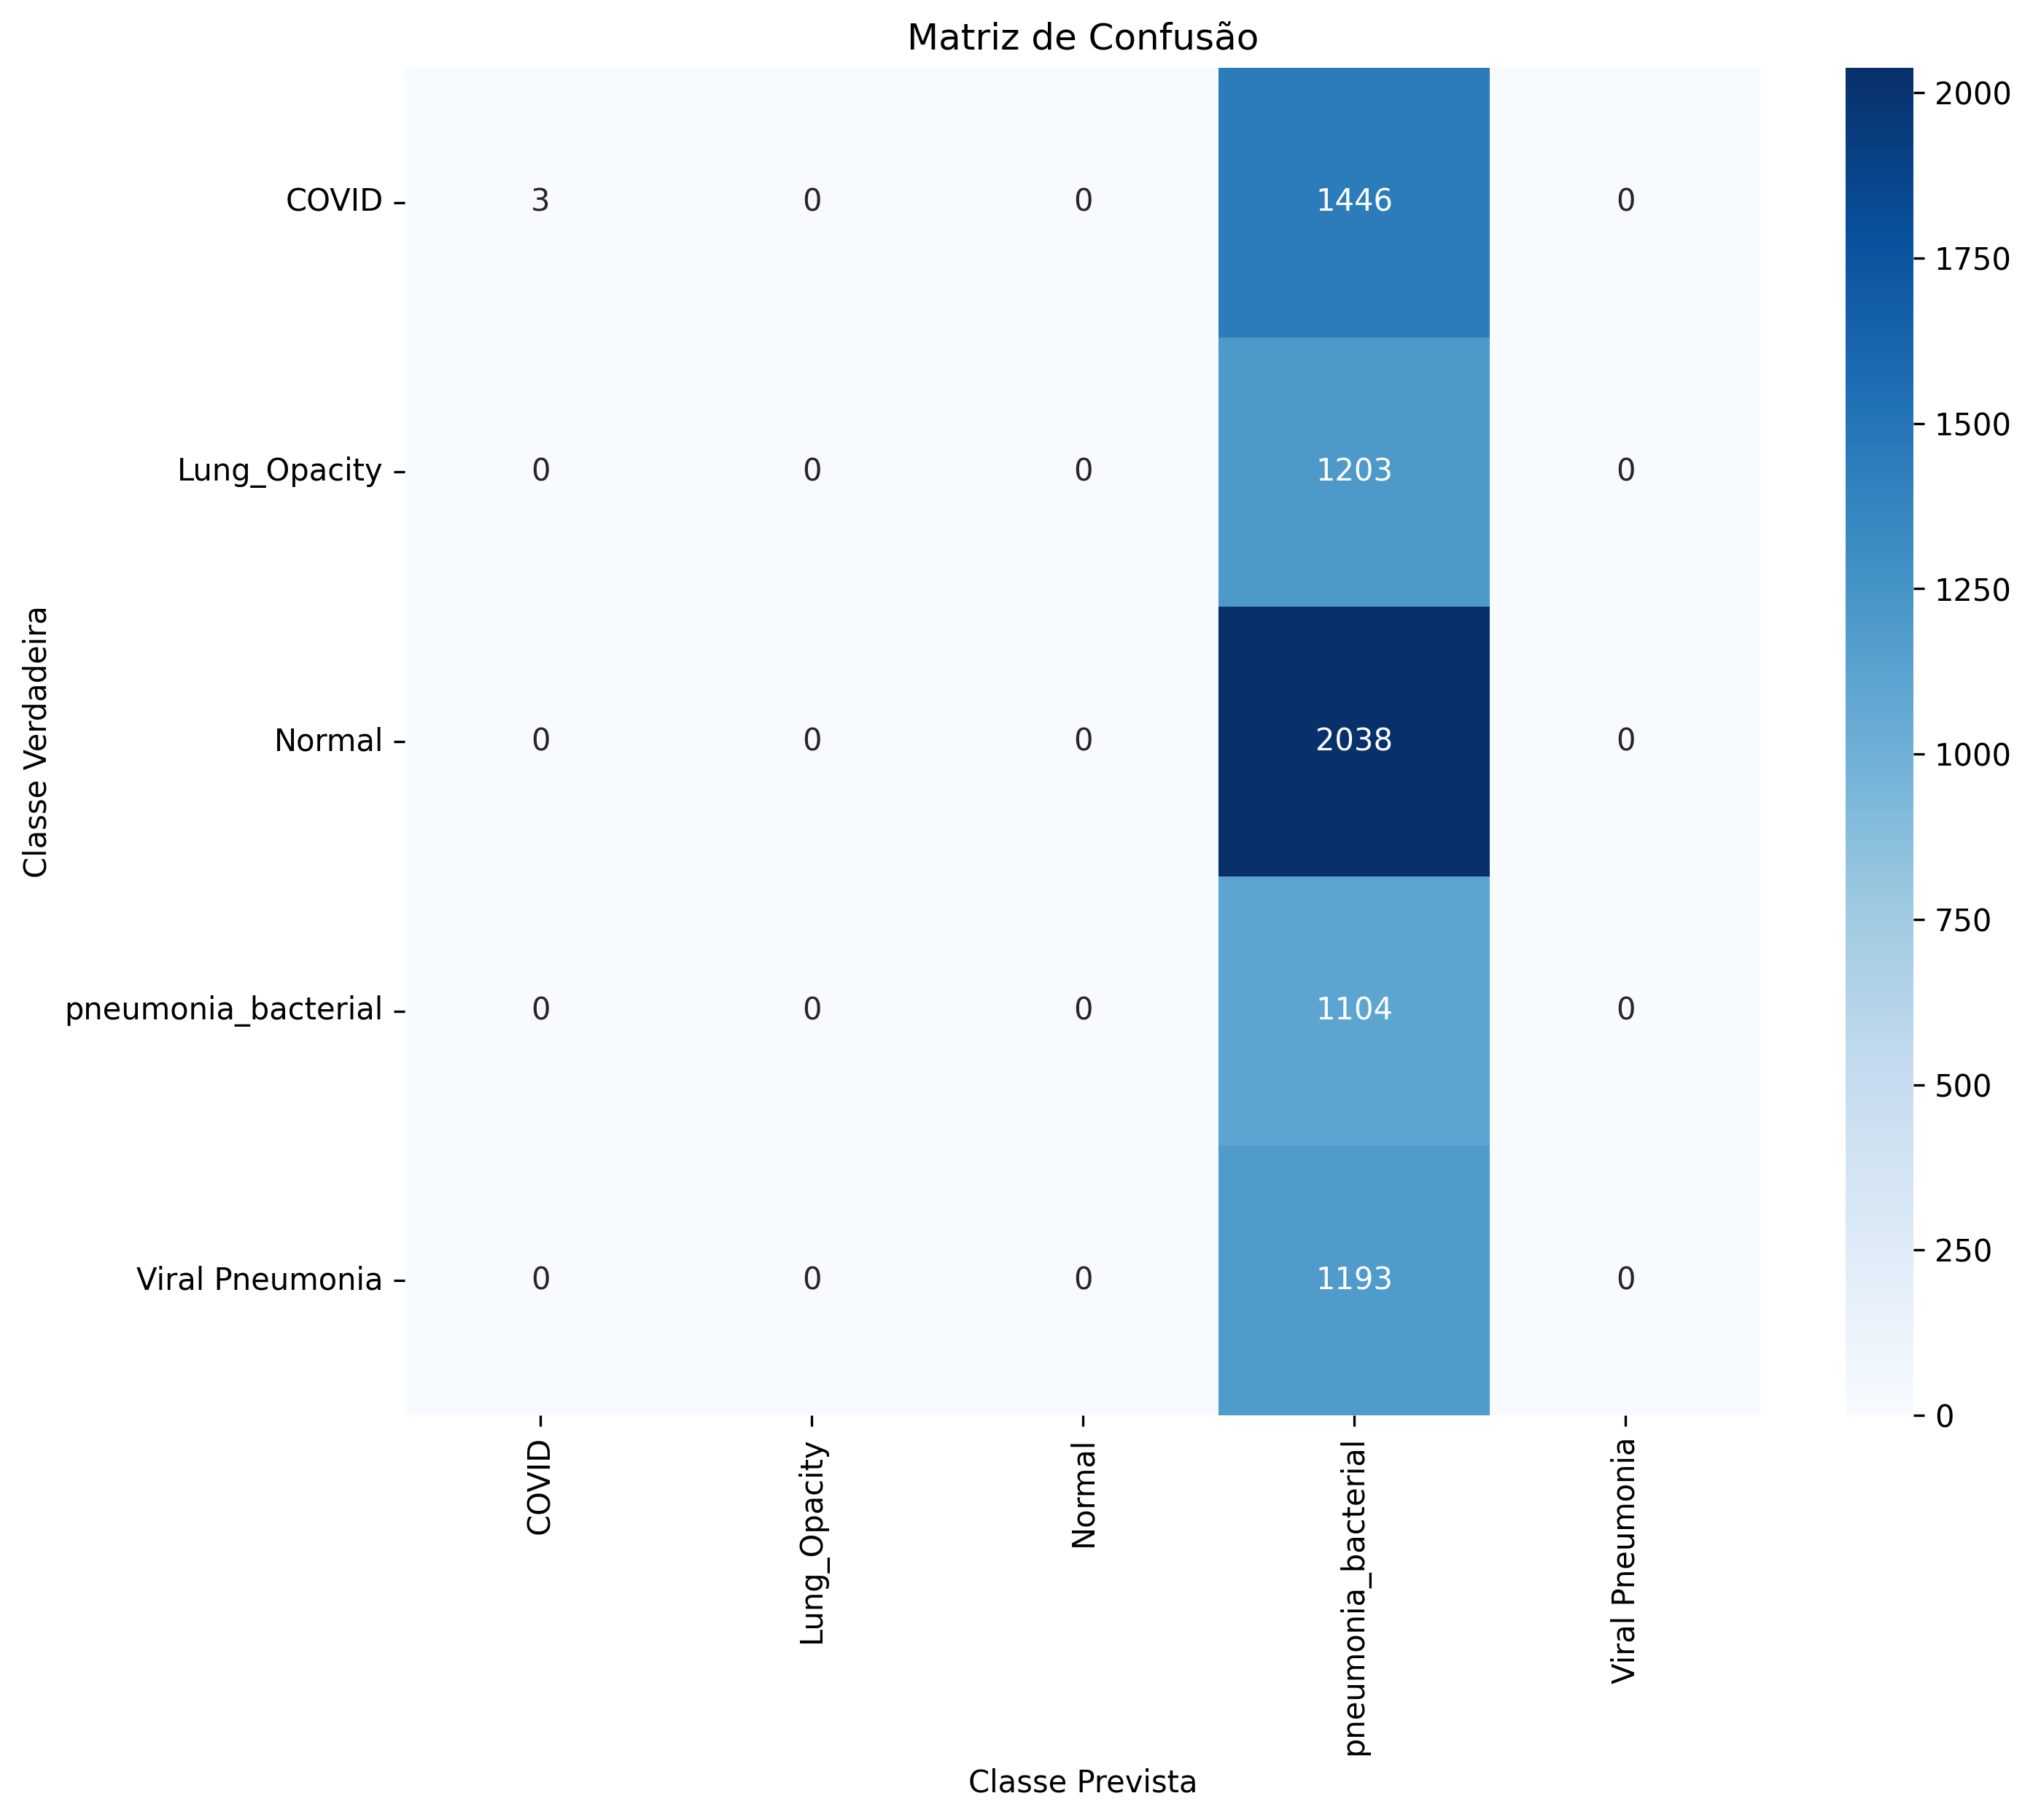 Matriz de Confusão
COVID 3 0 0 1446 0
Lung_Opacity 0 0 0 1203 0
Normal 0 0 0 2038 0
pneumonia_bacterial 0 0 0 1104 0
Viral Pneumonia 0 0 0 1193 0
Classe Verdadeira
COVID
Lung_Opacity
Normal
pneumonia_bacterial
Viral Pneumonia
Classe Prevista
2000
1750
1500
1250
1000
750
500
250
0